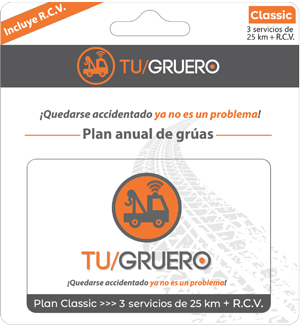 Incluye R.C.V.
Classic
3 servicios de
25 km + R.C.V.
TU/GRUERO
¡Quedarse accidentado ya no es un problema!
Plan anual de grúas
TU/GRUERO
¡Quedarse accidentado ya no es un problema!
Plan Classic >>> 3 servicios de 25 km + R.C.V.